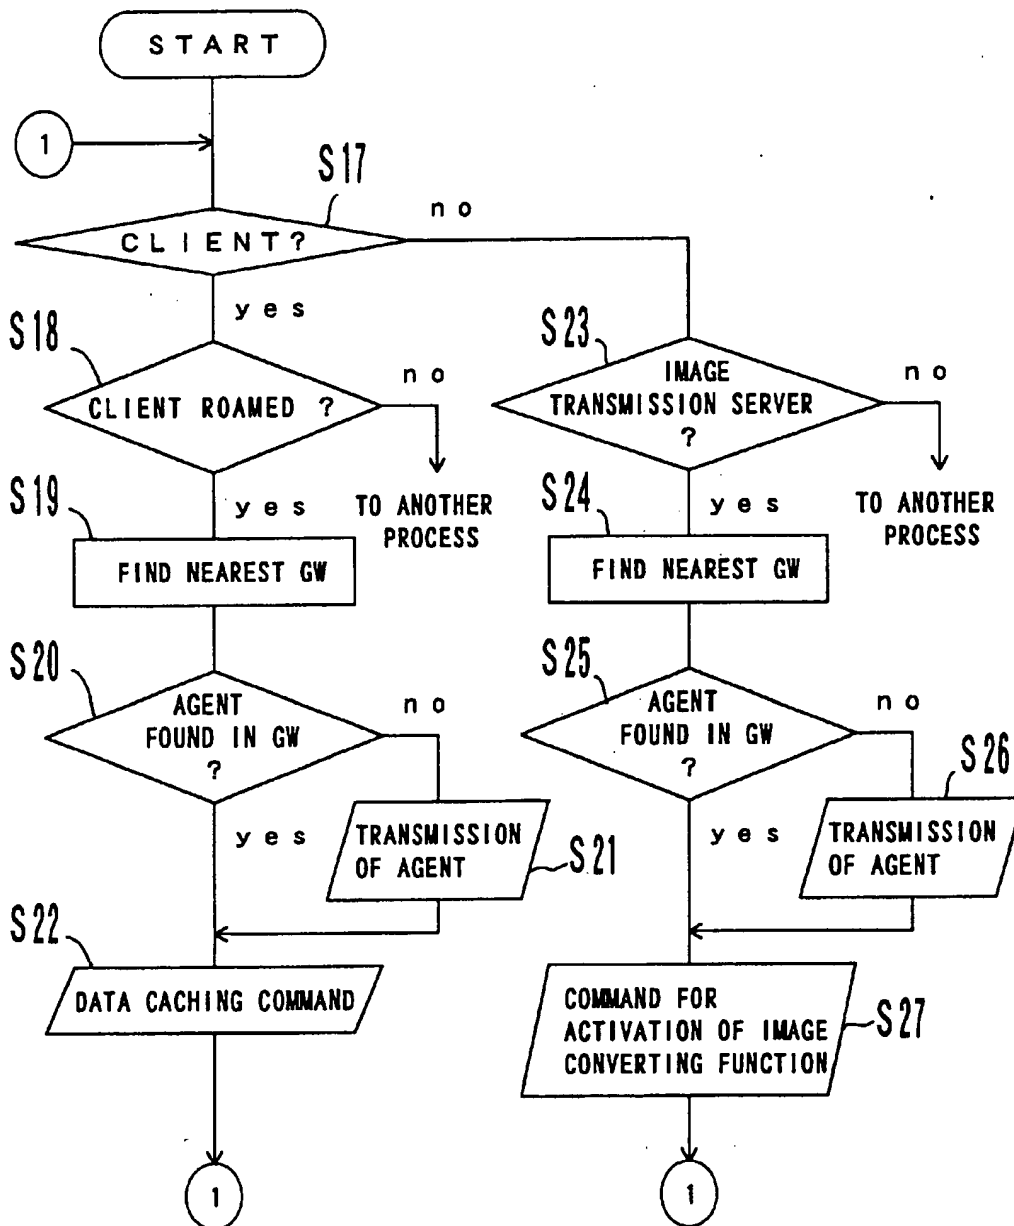 START
1
S17
no
CLIENT?
yes
S18
no
CLIENT ROAMED ?
S19
yes
TO ANOTHER
PROCESS
FIND NEAREST GW
S20
AGENT
FOUND IN GW
?
no
yes
TRANSMISSION
OF AGENT
S21
S22
DATA CACHING COMMAND
1
S23
IMAGE
TRANSMISSION SERVER
?
no
S24
yes
TO ANOTHER
PROCESS
FIND NEAREST GW
S25
AGENT
FOUND IN GW
?
no
S26
yes
TRANSMISSION
OF AGENT
COMMAND FOR
ACTIVATION OF IMAGE
CONVERTING FUNCTION
S27
1